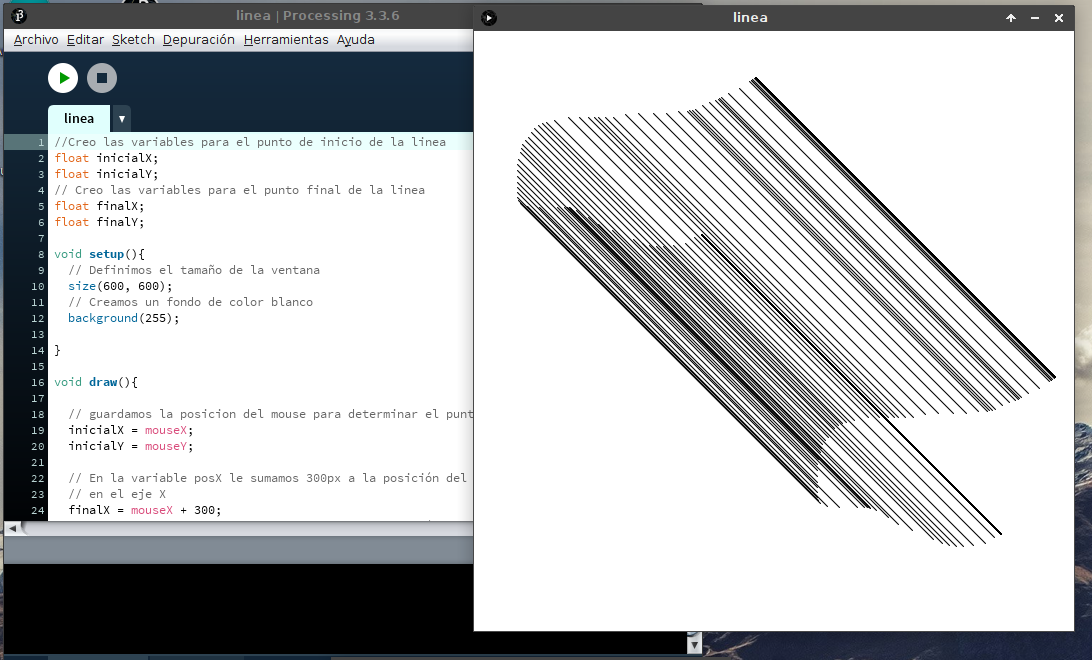 linea | Processing 3.3.6
Archivo Editar Sketch Depuración Herramientas Ayuda
linea
1 //Creo las variables para el punto de inicio de la linea
2 float inicialX;
3 float inicialY;
4 // Creo las variables para el punto final de la linea
5 float finalX;
6 float finalY;
7
8 void setup(){
9 // Definimos el tamaño de la ventana
10 size(600, 600);
11 // Creamos un fondo de color blanco
12 background(255);
13
14 }
15
16 void draw(){
17
18 // guardamos la posicion del mouse para determinar el punt
19 inicialX = mouseX;
20 inicialY = mouseY;
21
22 // En la variable posX le sumamos 300px a la posición del
23 // en el eje X
24 finalX = mouseX + 300;
linea